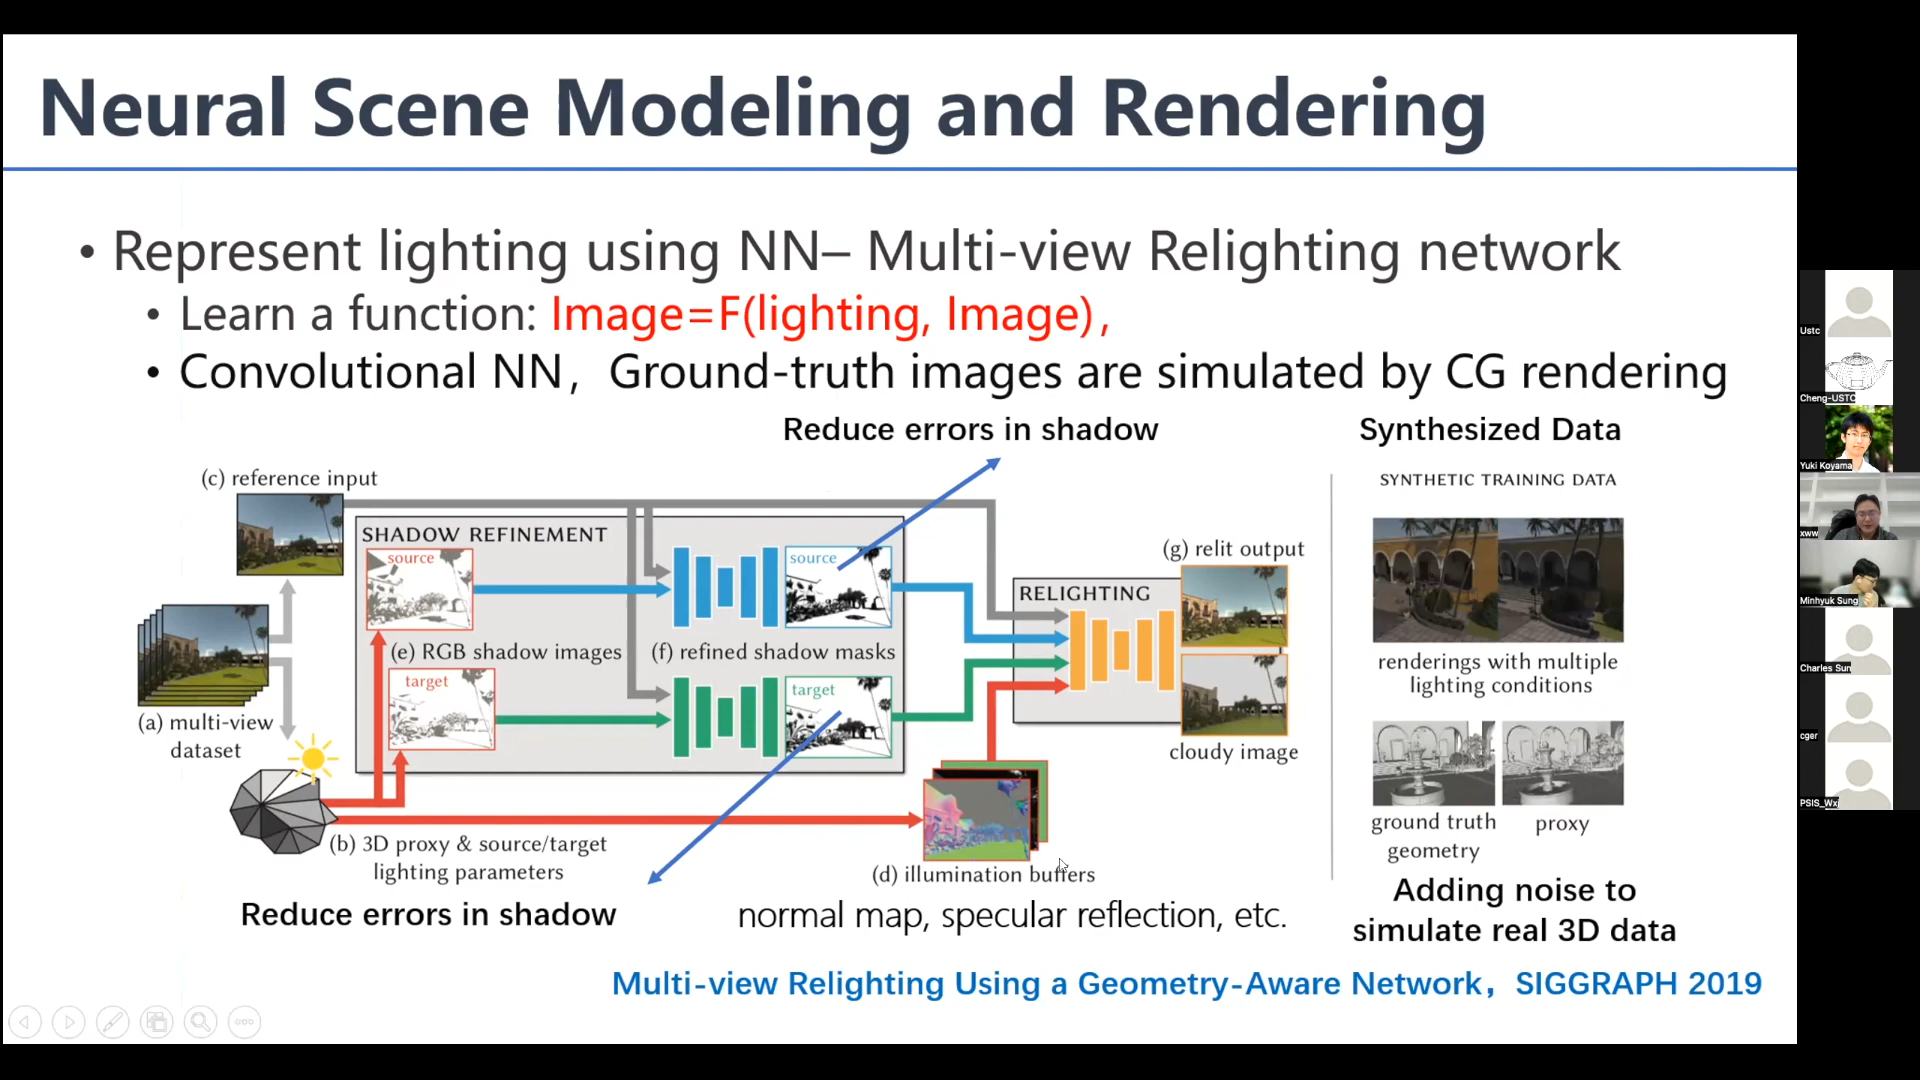 Neural Scene Modeling and Rendering
• Represent lighting using NN– Multi-view Relighting network
• Learn a function: Image=F(lighting, Image),
• Convolutional NN，Ground-truth images are simulated by CG rendering
Reduce errors in shadow
Synthesized Data
(c) reference input
SYNTHETIC TRAINING DATA
SHADOW REFINEMENT
source
source
(g) relit output
RELIGHTING
(e) RGB shadow images
(f) refined shadow masks
renderings with multiple
lighting conditions
target
target
(a) multi-view
dataset
cloudy image
ground truth
geometry
proxy
(b) 3D proxy & source/target
lighting parameters
(d) illumination buffers
Adding noise to
simulate real 3D data
Reduce errors in shadow
normal map, specular reflection, etc.
Multi-view Relighting Using a Geometry-Aware Network，SIGGRAPH 2019
Ustc
Cheng-USTC
Yuki Koyama
xww
Minhyuk Sung
Charles Sun
cger
PSIS_Wxj